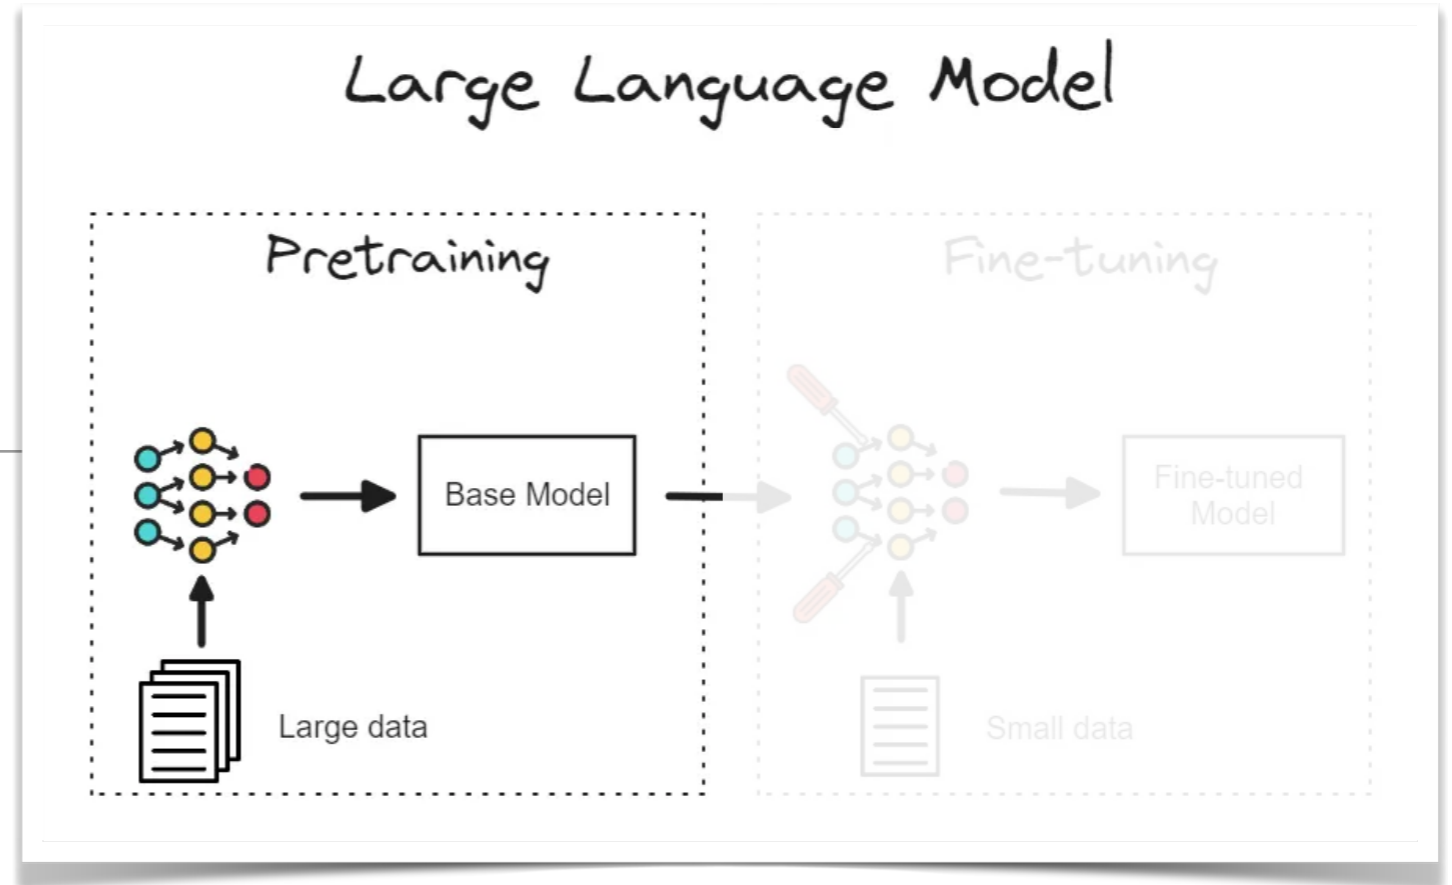 Large Language Model
Pretraining
Base Model
Large data
Fine-tuning
Fine-tuned
Model
Small data